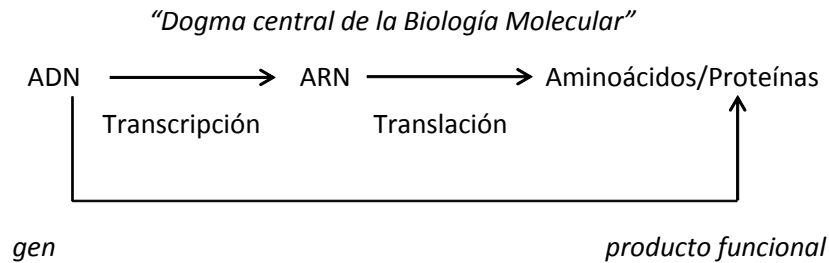 “Dogma central de la Biología Molecular”
ADN ARN Aminoácidos/Proteínas
Transcripción Translación
gen producto funcional